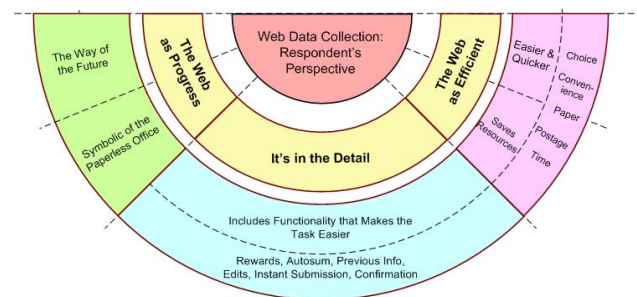 Web Data Collection:
Respondent's
Perspective
The Web
as Progress
It's in the Detail
The Web
as Efficient
The Way of
the Future
Symbolic of the
Paperless Office
Includes Functionality that Makes the
Task Easier
Rewards, Autosum, Previous Info,
Edits, Instant Submission, Confirmation
Easier &
Quicker
Saves
Resources
Choice
Conven-
ience
Paper
Postage
Time